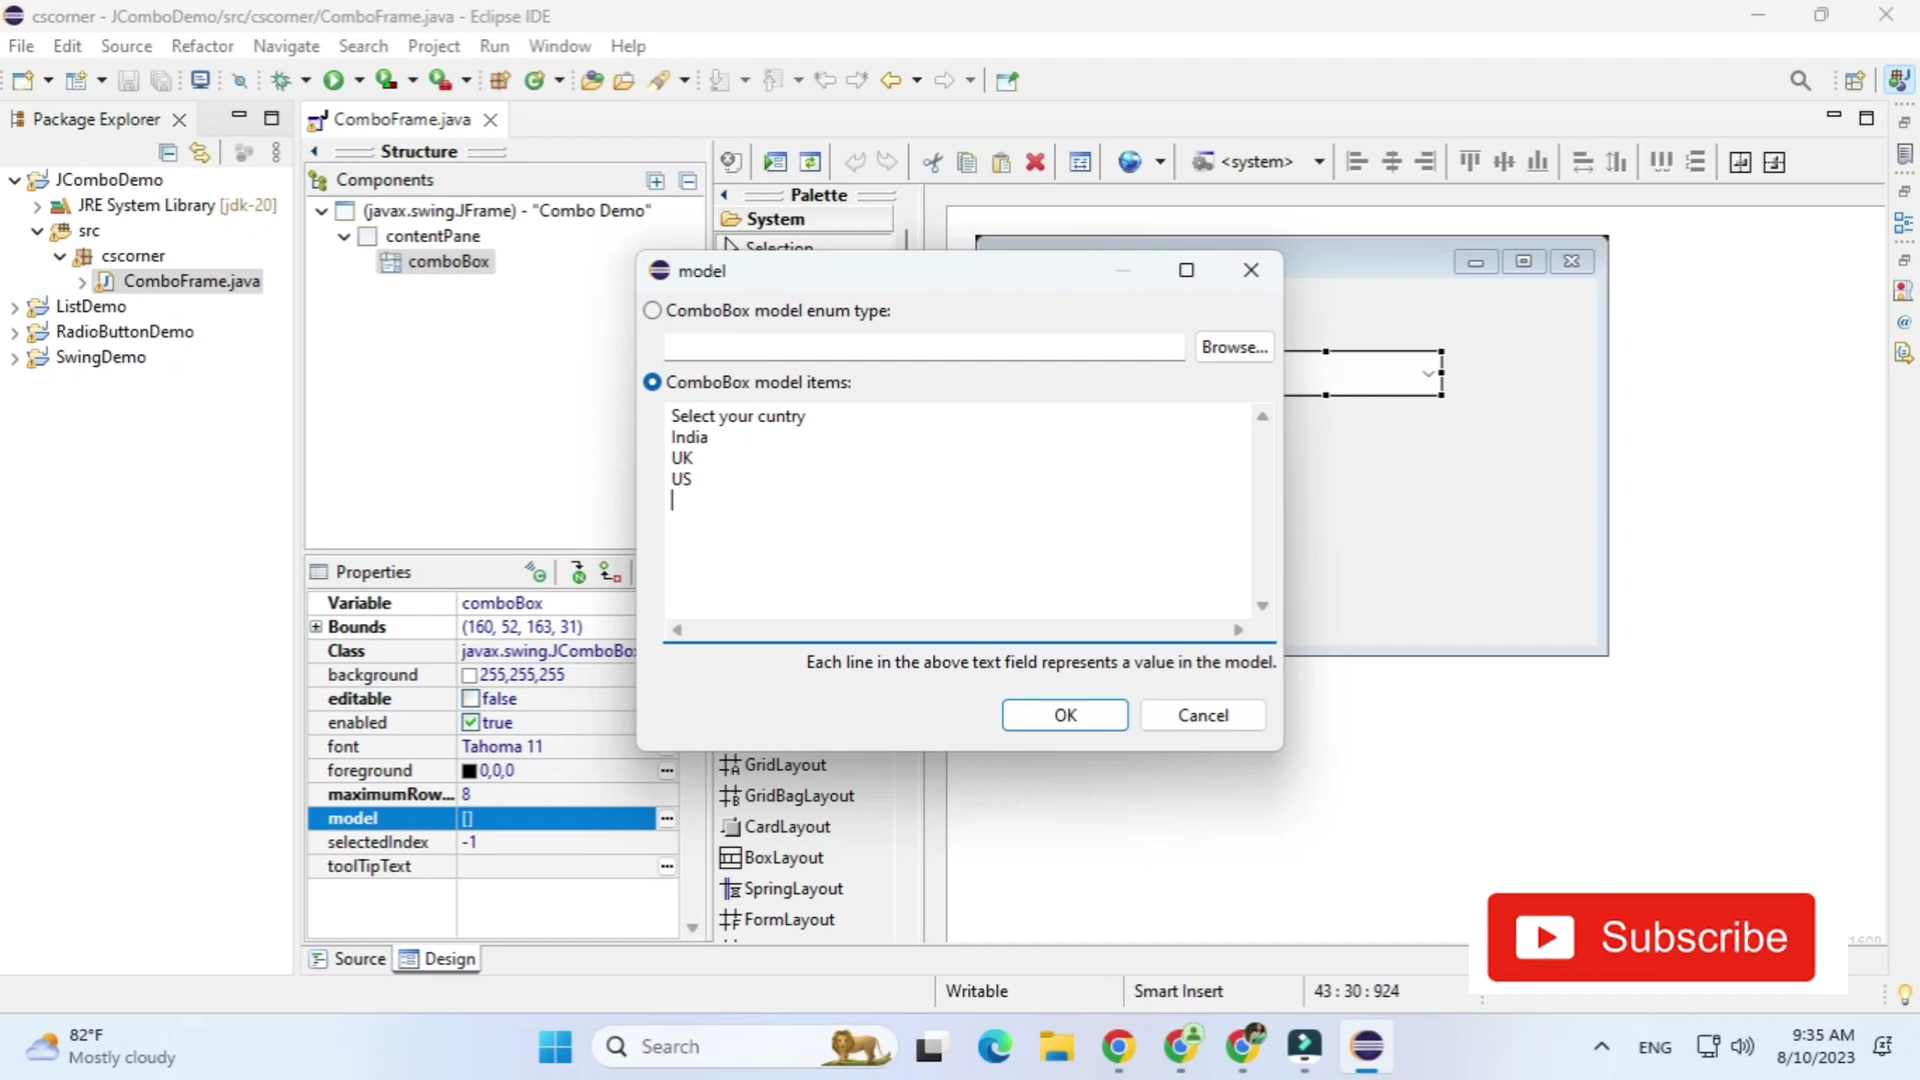 cscorner - JComboDemo/src/cscorner/ComboFrame.java - Eclipse IDE
File Edit Source Refactor Navigate Search Project Run Window Help
<system>
Package Explorer
JComboDemo
JRE System Library [jdk-20]
src
cscorner
ComboFrame.java
ListDemo
RadioButtonDemo
SwingDemo
ComboFrame.java
Structure
Components
(javax.swing.JFrame) - "Combo Demo"
contentPane
comboBox
Palette
System
Selection
model
ComboBox model enum type:
Browse...
ComboBox model items:
Select your cuntry
India
UK
US
Each line in the above text field represents a value in the model.
OK Cancel
Properties
Variable comboBox
Bounds (160, 52, 163, 31)
Class javax.swing.JComboBo
background 255,255,255
editable false
enabled true
font Tahoma 11
foreground 0,0,0
maximumRow... 8
model []
selectedIndex -1
toolTipText
GridLayout
GridBagLayout
CardLayout
BoxLayout
SpringLayout
FormLayout
Source Design
Writable Smart Insert 43 : 30 : 924
Subscribe
82°F
Mostly cloudy
Search
ENG
9:35 AM
8/10/2023